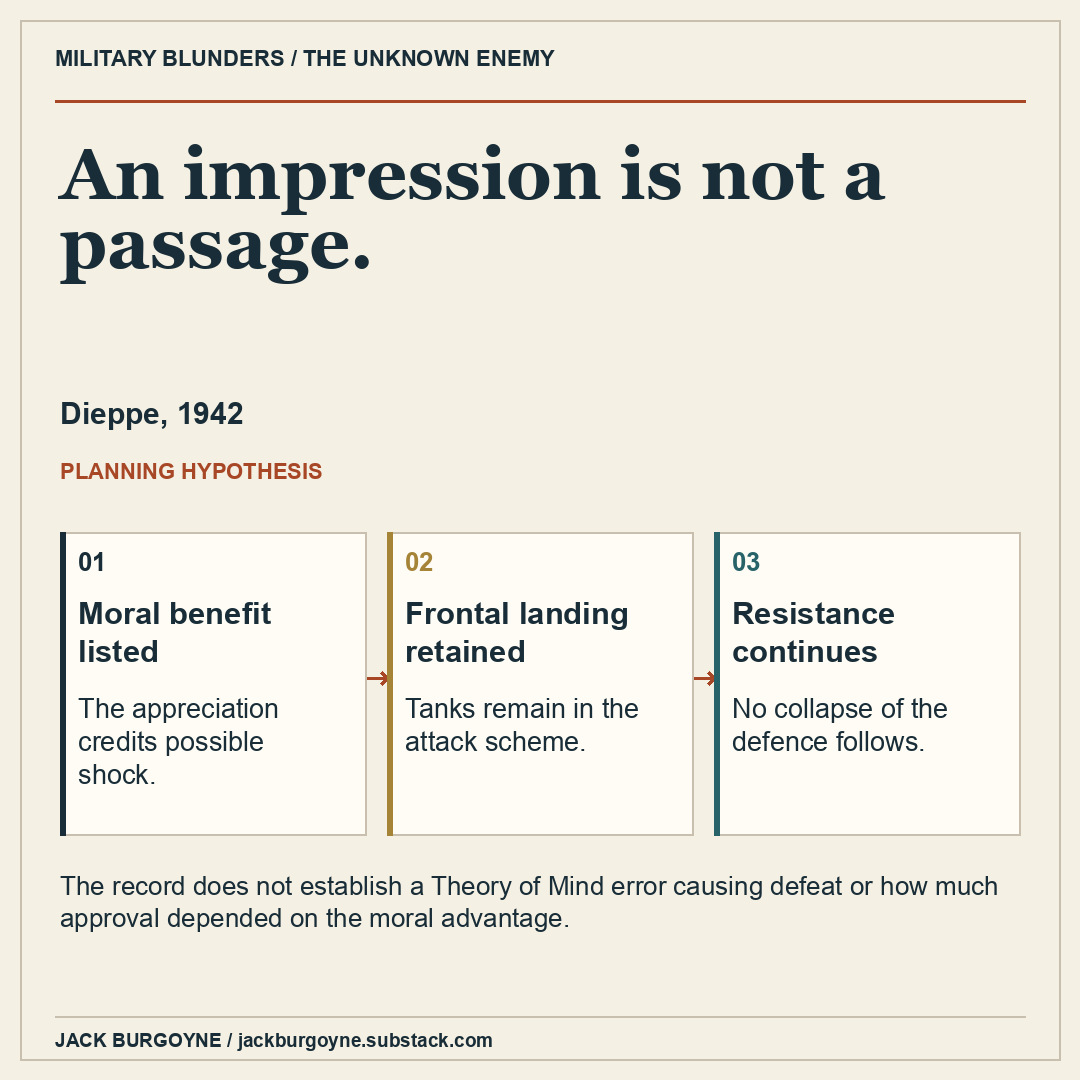 MILITARY BLUNDERS / THE UNKNOWN ENEMY
An impression is not a
passage.
Dieppe, 1942
PLANNING HYPOTHESIS
01
Moral benefit
listed
The appreciation
credits possible
shock.
02
Frontal landing
retained
Tanks remain in the
attack scheme.
03
Resistance
continues
No collapse of the
defence follows.
The record does not establish a Theory of Mind error causing defeat or how much
approval depended on the moral advantage.
JACK BURGOYNE / jackburgoyne.substack.com